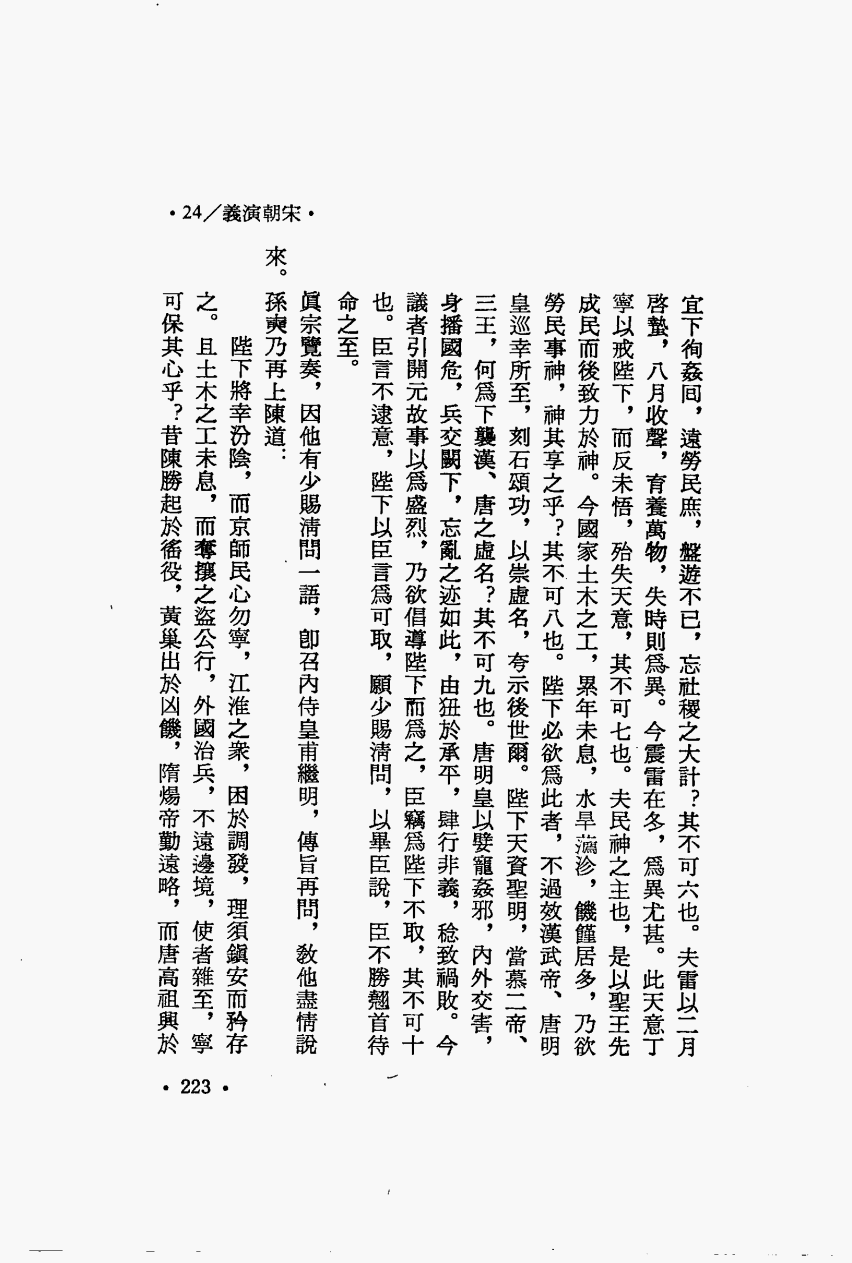 •24／義演朝宋•
宜下徇姦囘，遠勞民庶，盤遊不已，忘社稷之大計？其不可六也。夫雷以二月
啓蟄，八月收聲，育養萬物，失時則爲異。今震雷在冬，爲異尤甚。此天意丁
寧以戒陛下，而反未悟，殆失天意，其不可七也。夫民神之主也，是以聖王先
成民而後致力於神。今國家土木之工，累年未息，水旱沴，饑饉居多，乃欲
勞民事神，神其享之乎？其不可八也。陛下必欲爲此者，不過效漢武帝、唐明
皇巡幸所至，刻石頌功，以崇虛名，夸示後世爾。陛下天資聖明，當慕二帝、
三王，何爲下襲漢、唐之虛名？其不可九也。唐明皇以嬖寵姦邪，內外交害，
身播國危，兵交闕下，忘亂之迹如此，由狃於承平，肆行非義，稔致禍敗。今
議者引開元故事以爲盛烈，乃欲倡導陛下而爲之，臣竊爲陛下不取，其不可十
也。臣言不逮意，陛下以臣言爲可取，願少賜淸問，以畢臣說，臣不勝翹首待
命之至。
眞宗覽奏，因他有少賜淸問一語，卽召內侍皇甫繼明，傳旨再問，敎他盡情說
來。孫奭乃再上陳道：
陛下將幸汾陰，而京師民心勿寧，江淮之衆，困於調發，理須鎭安而矜存
之。且土木之工未息，而奪攘之盜公行，外國治兵，不遠邊境，使者雜至，寧
可保其心乎？昔陳勝起於徭役，黃巢出於凶饑，隋煬帝勤遠略，而唐高祖興於
•223•